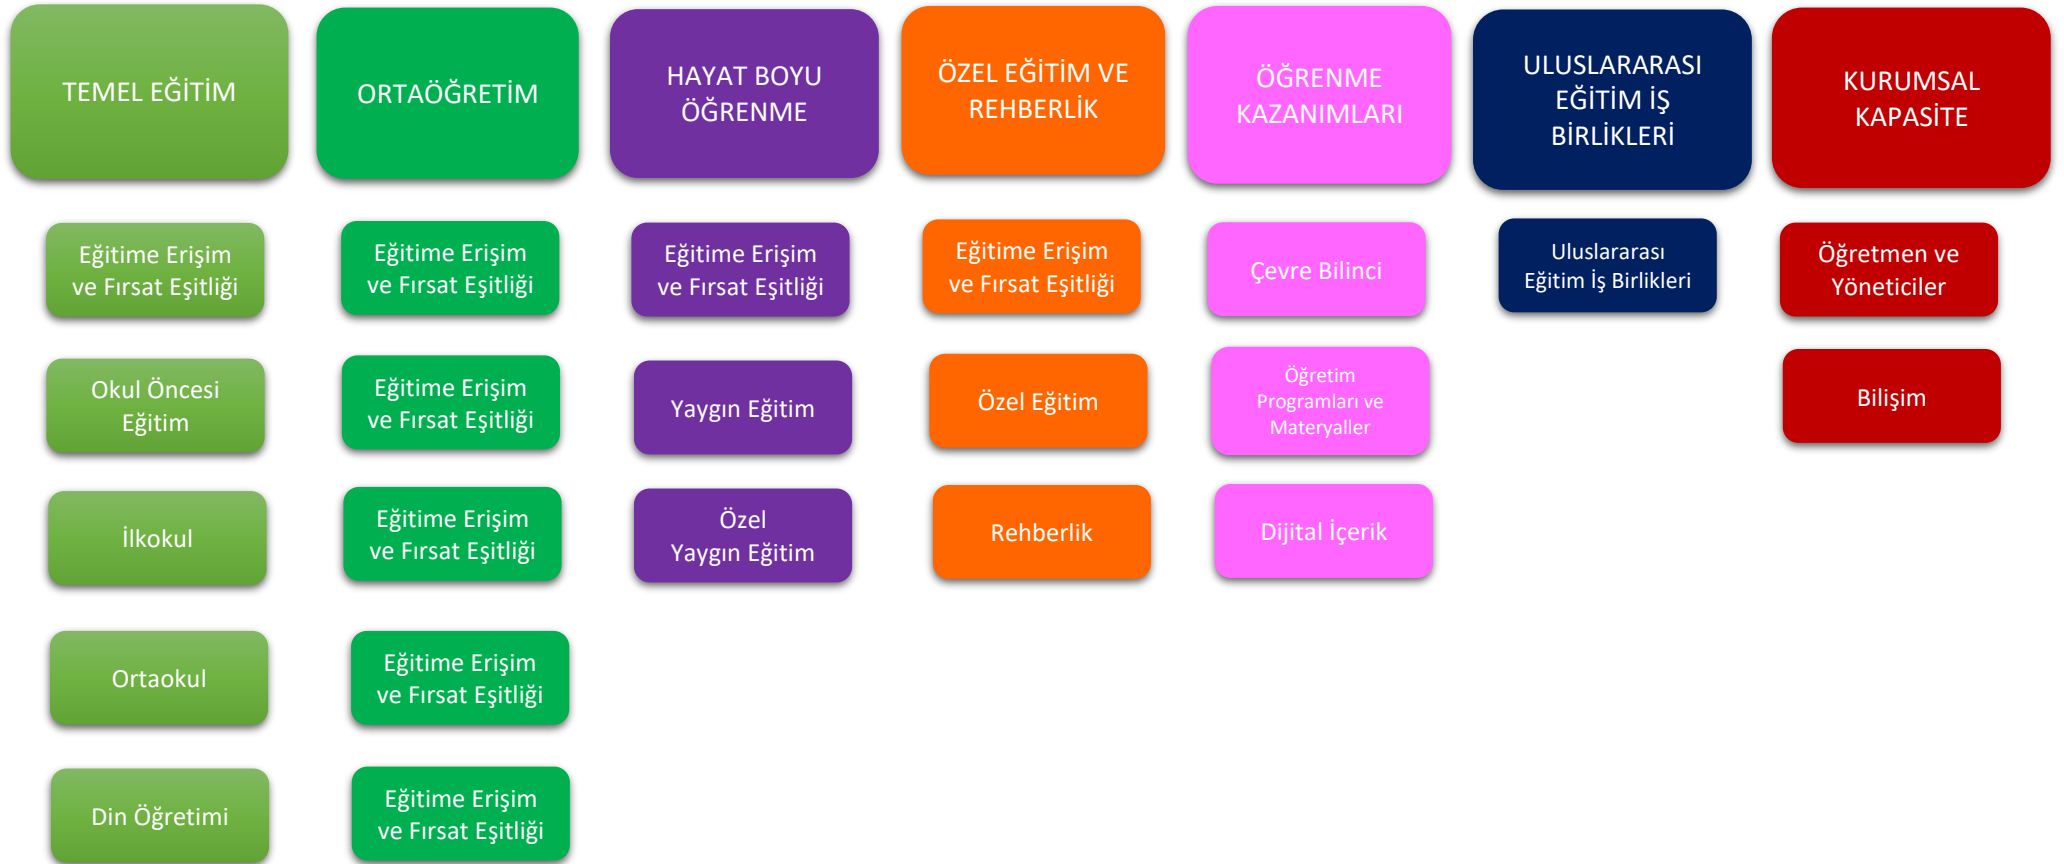 TEMEL EĞİTİM
ORTAÖĞRETİM
HAYAT BOYU
ÖĞRENME
ÖZEL EĞİTİM VE
REHBERLİK
ÖĞRENME
KAZANIMLARI
ULUSLARARASI
EĞİTİM İŞ
BİRLİKLERİ
KURUMSAL
KAPASİTE
Eğitime Erişim
ve Fırsat Eşitliği
Eğitime Erişim
ve Fırsat Eşitliği
Eğitime Erişim
ve Fırsat Eşitliği
Eğitime Erişim
ve Fırsat Eşitliği
Çevre Bilinci
Uluslararası
Eğitim İş Birlikleri
Öğretmen ve
Yöneticiler
Okul Öncesi
Eğitim
Eğitime Erişim
ve Fırsat Eşitliği
Yaygın Eğitim
Özel Eğitim
Öğretim
Programları ve
Materyaller
Bilişim
İlkokul
Eğitime Erişim
ve Fırsat Eşitliği
Özel
Yaygın Eğitim
Rehberlik
Dijital İçerik
Ortaokul
Eğitime Erişim
ve Fırsat Eşitliği
Din Öğretimi
Eğitime Erişim
ve Fırsat Eşitliği